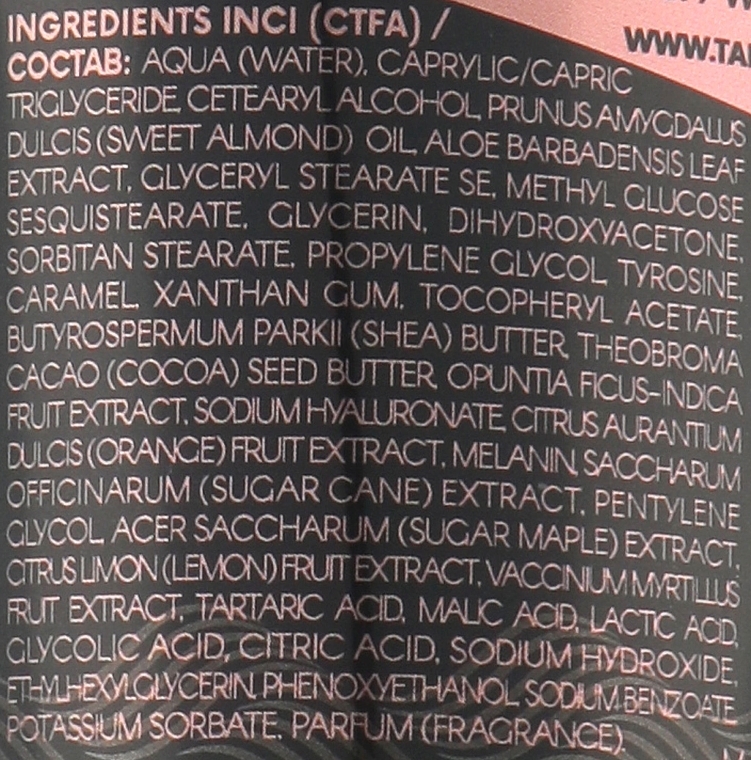 INGREDIENTS INCI (CTFA) /
WWW.TA
СОСТАВ: AQUA (WATER), CAPRYLIC/CAPRIC
TRIGLYCERIDE, CETEARYL ALCOHOL, PRUNUS AMYGDALUS
DULCIS (SWEET ALMOND) OIL, ALOE BARBADENSIS LEAF
EXTRACT, GLYCERYL STEARATE SE, METHYL GLUCOSE
SESQUISTEARATE, GLYCERIN, DIHYDROXYACETONE,
SORBITAN STEARATE, PROPYLENE GLYCOL, TYROSINE,
CARAMEL, XANTHAN GUM, TOCOPHERYL ACETATE,
BUTYROSPERMUM PARKII (SHEA) BUTTER, THEOBROMA
CACAO (COCOA) SEED BUTTER, OPUNTIA FICUS-INDICA
FRUIT EXTRACT, SODIUM HYALURONATE, CITRUS AURANTIUM
DULCIS (ORANGE) FRUIT EXTRACT, MELANIN, SACCHARUM
OFFICINARUM (SUGAR CANE) EXTRACT, PENTYLENE
GLYCOL, ACER SACCHARUM (SUGAR MAPLE) EXTRACT,
CITRUS LIMON (LEMON) FRUIT EXTRACT, VACCINIUM MYRTILLUS
FRUIT EXTRACT, TARTARIC ACID, MALIC ACID, LACTIC ACID,
GLYCOLIC ACID, CITRIC ACID, SODIUM HYDROXIDE,
ETHYLHEXYLGLYCERIN, PHENOXYETHANOL, SODIUM BENZOATE,
POTASSIUM SORBATE, PARFUM (FRAGRANCE).